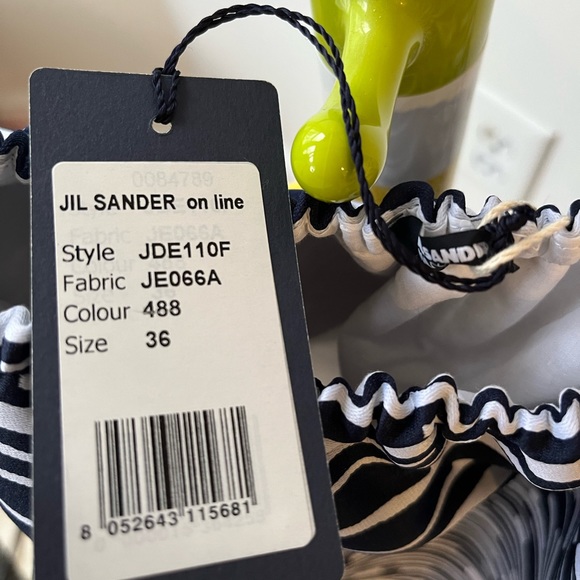 0084789
JIL SANDER on line
Style JDE110F
Fabric JE066A
Colour 488
Size 36
8 052643 115681
SANDER